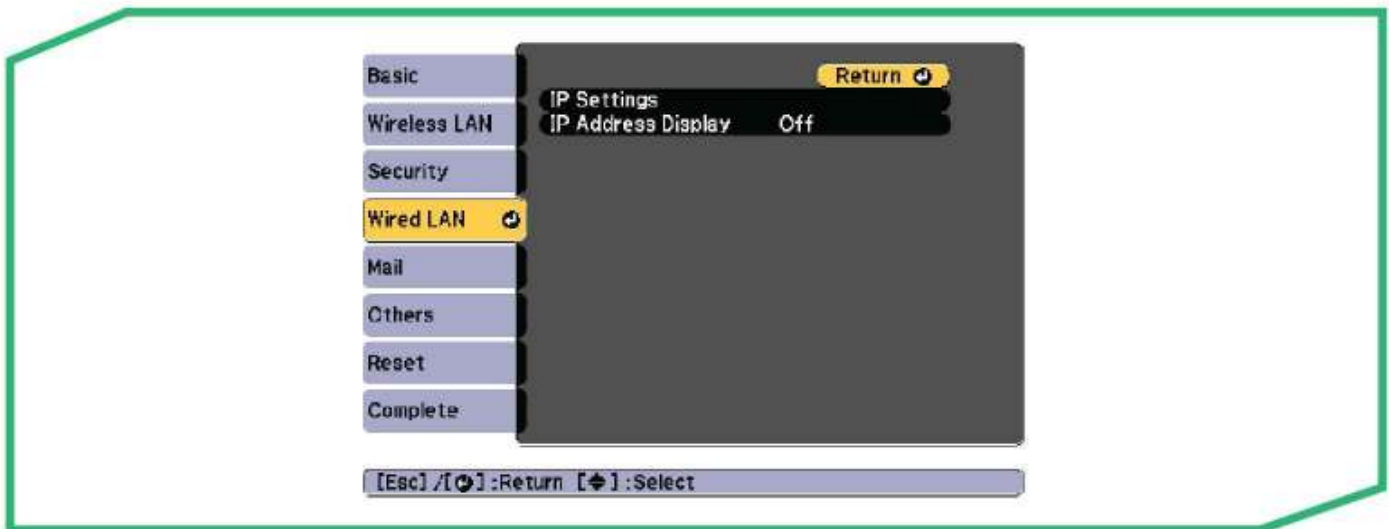 Basic
Wireless LAN
Security
Wired LAN
Mail
Others
Reset
Complete
Return
IP Settings
IP Address Display Off
[Esc] /[ ] :Return [ ] :Select